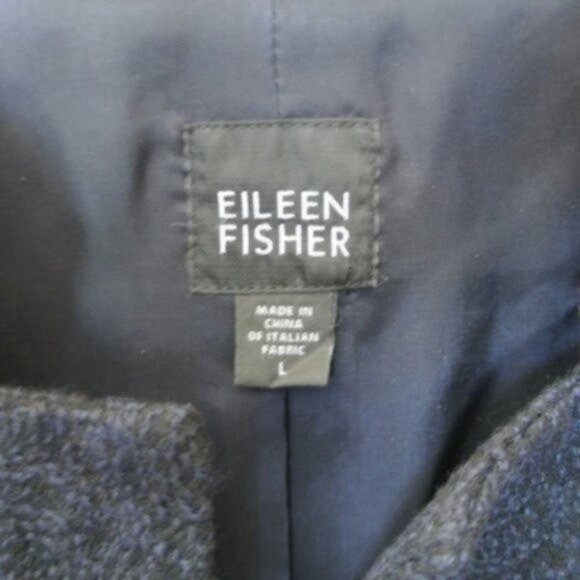 EILEEN
FISHER
MADE IN
CHINA
OF ITALIAN
FABRIC
L